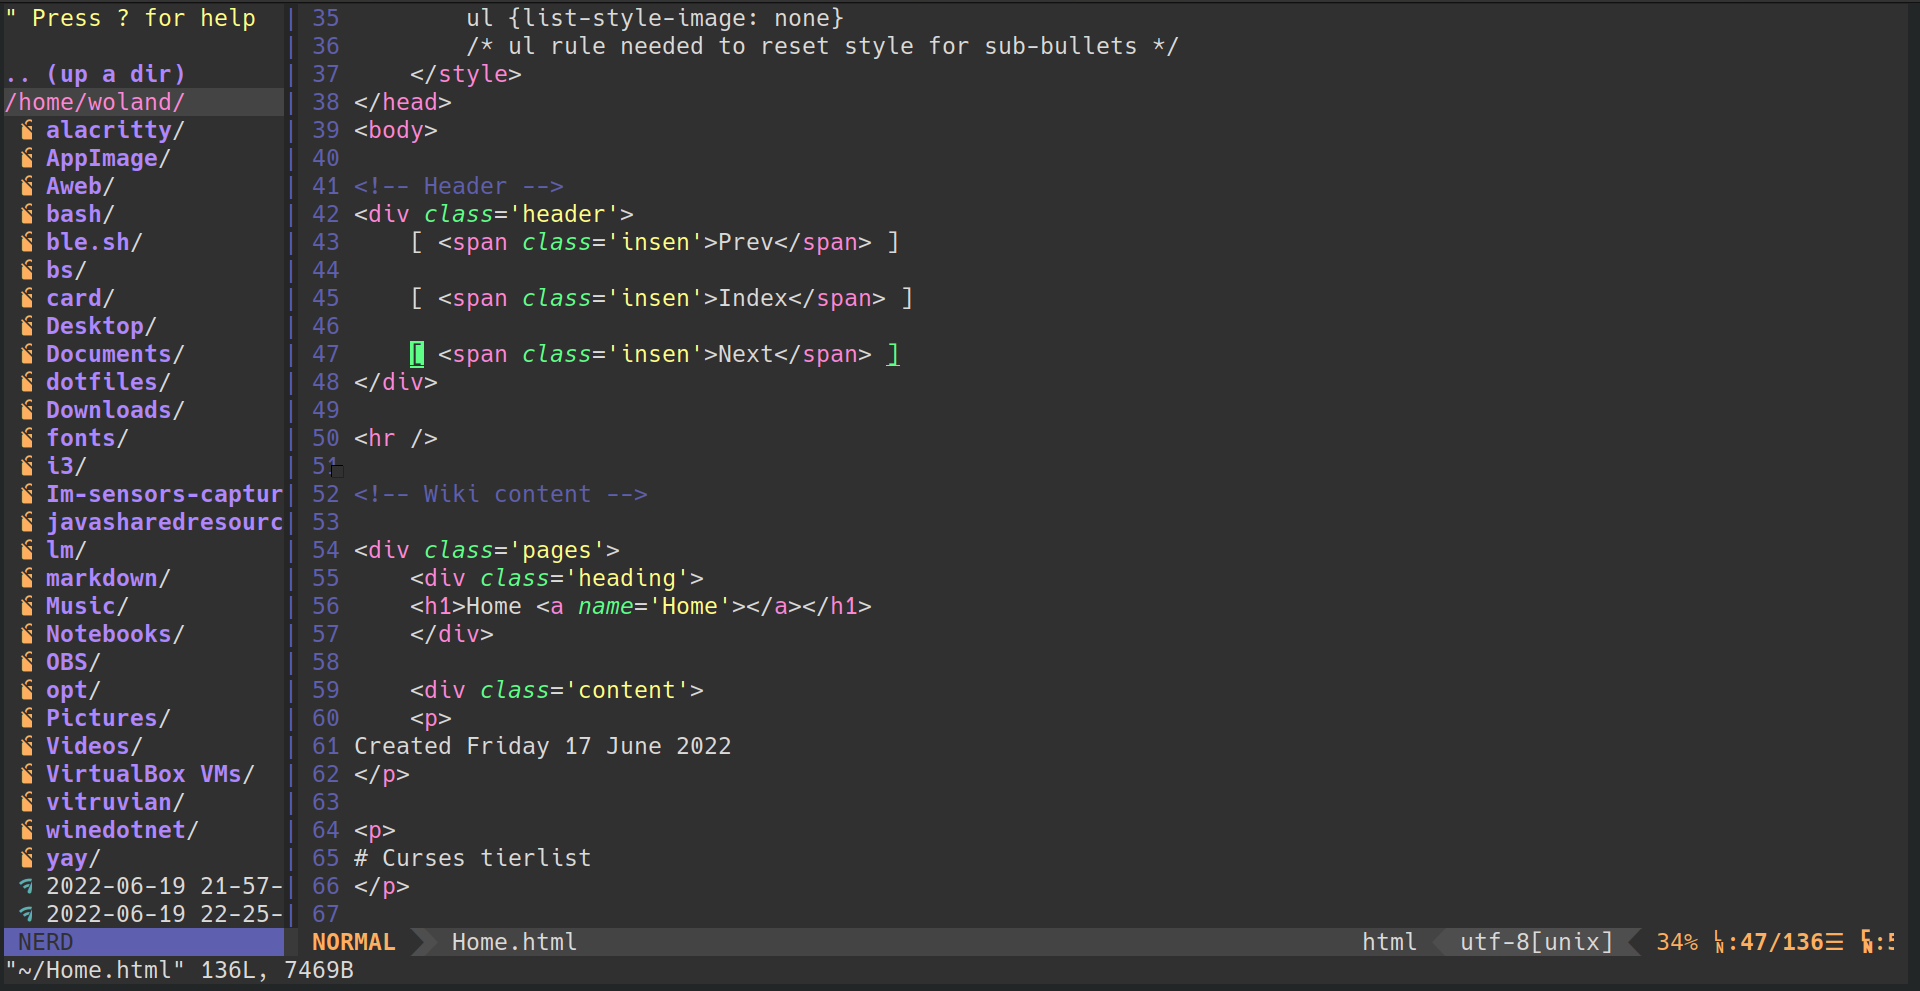 " Press ? for help
.. (up a dir)
/home/woland/
alacritty/
AppImage/
Aweb/
bash/
ble.sh/
bs/
card/
Desktop/
Documents/
dotfiles/
Downloads/
fonts/
i3/
Im-sensors-captur
javasharedresourc
lm/
markdown/
Music/
Notebooks/
OBS/
opt/
Pictures/
Videos/
VirtualBox VMs/
vitruvian/
winedotnet/
yay/
2022-06-19 21-57-
2022-06-19 22-25-
NERD
35         ul {list-style-image: none}
36         /* ul rule needed to reset style for sub-bullets */
37     </style>
38 </head>
39 <body>
40
41 <!-- Header -->
42 <div class='header'>
43     [ <span class='insen'>Prev</span> ]
44
45     [ <span class='insen'>Index</span> ]
46
47     [ <span class='insen'>Next</span> ]
48 </div>
49
50 <hr />
51
52 <!-- Wiki content -->
53
54 <div class='pages'>
55     <div class='heading'>
56     <h1>Home <a name='Home'></a></h1>
57     </div>
58
59     <div class='content'>
60     <p>
61 Created Friday 17 June 2022
62 </p>
63
64 <p>
65 # Curses tierlist
66 </p>
67
NORMAL Home.html html utf-8[unix] 34% LN:47/136☰
"~/Home.html" 136L, 7469B